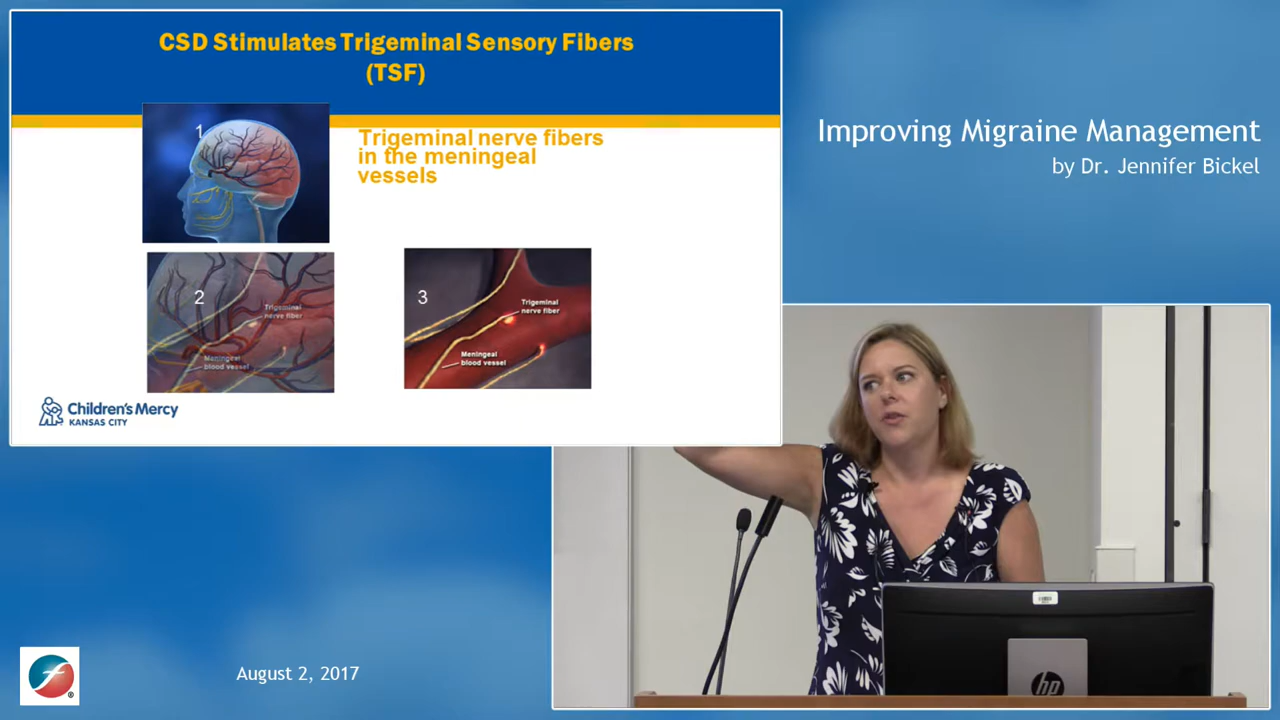 CSD Stimulates Trigeminal Sensory Fibers
(TSF)
1
Trigeminal nerve fibers
in the meningeal
vessels
2
Trigeminal
nerve fiber
Meningeal
blood vessel
3
Trigeminal
nerve fiber
Meningeal
blood vessel
Children's Mercy
KANSAS CITY
Improving Migraine Management
by Dr. Jennifer Bickel
hp
August 2, 2017
®